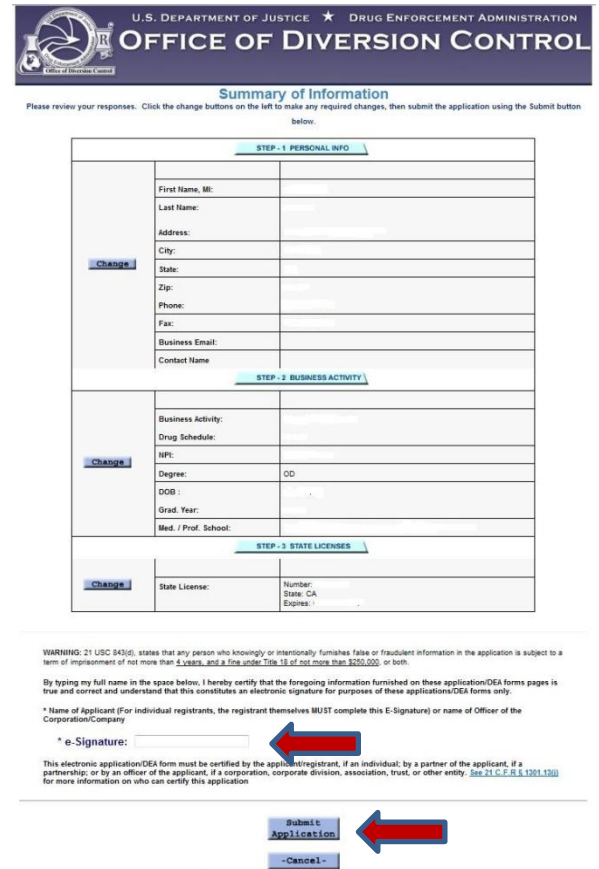 U.S. DEPARTMENT OF JUSTICE ★ DRUG ENFORCEMENT ADMINISTRATION
OFFICE OF DIVERSION CONTROL
Office of Diversion Control
Summary of Information
Please review your responses. Click the change buttons on the left to make any required changes, then submit the application using the Submit button
below.
STEP - 1 PERSONAL INFO
First Name, MI:
Last Name:
Address:
City:
Change
State:
Zip:
Phone:
Fax:
Business Email:
Contact Name
STEP - 2 BUSINESS ACTIVITY
Business Activity:
Drug Schedule:
Change
NPI:
Degree: OD
DOB :
Grad. Year:
Med. / Prof. School:
STEP - 3 STATE LICENSES
Change
State License: Number:
State: CA
Expires:
WARNING: 21 USC 843(d), states that any person who knowingly or intentionally furnishes false or fraudulent information in the application is subject to a
term of imprisonment of not more than 4 years, and a fine under Title 18 of not more than $250,000, or both.
By typing my full name in the space below, I hereby certify that the foregoing information furnished on these application/DEA forms pages is
true and correct and understand that this constitutes an electronic signature for purposes of these applications/DEA forms only.
* Name of Applicant (For individual registrants, the registrant themselves MUST complete this E-Signature) or name of Officer of the
Corporation/Company
* e-Signature:
This electronic application/DEA form must be certified by the applicant/registrant, if an individual; by a partner of the applicant, if a
partnership; or by an officer of the applicant, if a corporation, corporate division, association, trust, or other entity. See 21 C.F.R § 1301.13(j)
for more information on who can certify this application
Submit
Application
-Cancel-